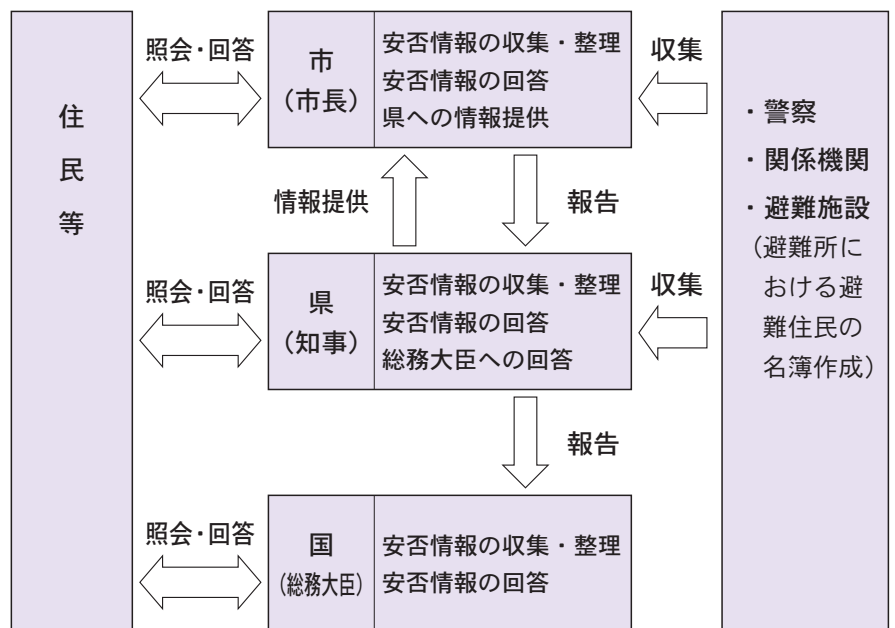 住民等
照会・回答
市
（市長）
安否情報の収集・整理
安否情報の回答
県への情報提供
収集
・警察
・関係機関
・避難施設
（避難所に
おける避
難住民の
名簿作成）
情報提供
報告
照会・回答
県
（知事）
安否情報の収集・整理
安否情報の回答
総務大臣への回答
収集
報告
照会・回答
国
（総務大臣）
安否情報の収集・整理
安否情報の回答